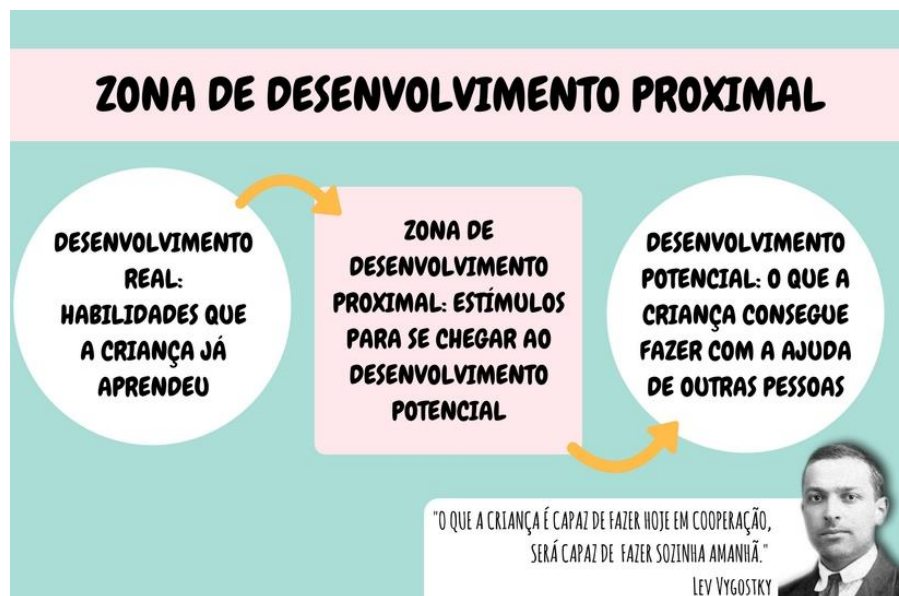 ZONA DE DESENVOLVIMENTO PROXIMAL
DESENVOLVIMENTO
REAL:
HABILIDADES QUE
A CRIANÇA JÁ
APRENDEU
ZONA DE
DESENVOLVIMENTO
PROXIMAL: ESTÍMULOS
PARA SE CHEGAR AO
DESENVOLVIMENTO
POTENCIAL
DESENVOLVIMENTO
POTENCIAL: O QUE A
CRIANÇA CONSEGUE
FAZER COM A AJUDA
DE OUTRAS PESSOAS
"O QUE A CRIANÇA É CAPAZ DE FAZER HOJE EM COOPERAÇÃO,
SERÁ CAPAZ DE FAZER SOZINHA AMANHÃ."
LEV VYGOSTKY